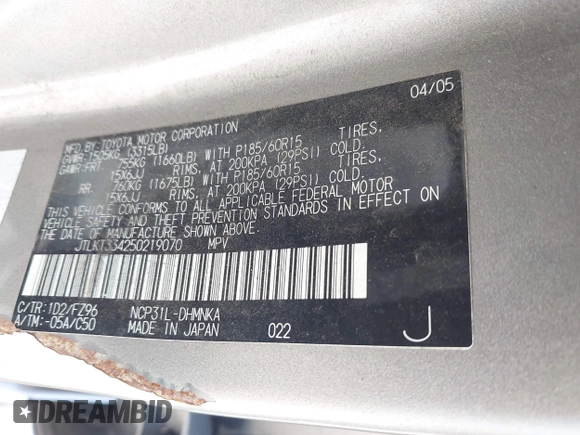 04/05
MFD.BY:TOYOTA MOTOR CORPORATION
GVWR:1505KG (3315LB)
GAWR:FRT 755KG (1660LB) WITH P185/60R15 TIRES,
15X6JJ RIMS, AT 200KPA (29PSI) COLD.
RR 760KG (1675LB) WITH P185/60R15 TIRES,
15X6JJ RIMS, AT 200KPA (29PSI) COLD.
THIS VEHICLE CONFORMS TO ALL APPLICABLE FEDERAL MOTOR
VEHICLE SAFETY AND THEFT PREVENTION STANDARDS IN EFFECT ON
THE DATE OF MANUFACTURE SHOWN ABOVE.
JTLKT334250219070 MPV
C/TR:1D2/FZ96 NCP31L-DHMNKA
A/TM:-05A/C50 MADE IN JAPAN 022 J
DREAMBID